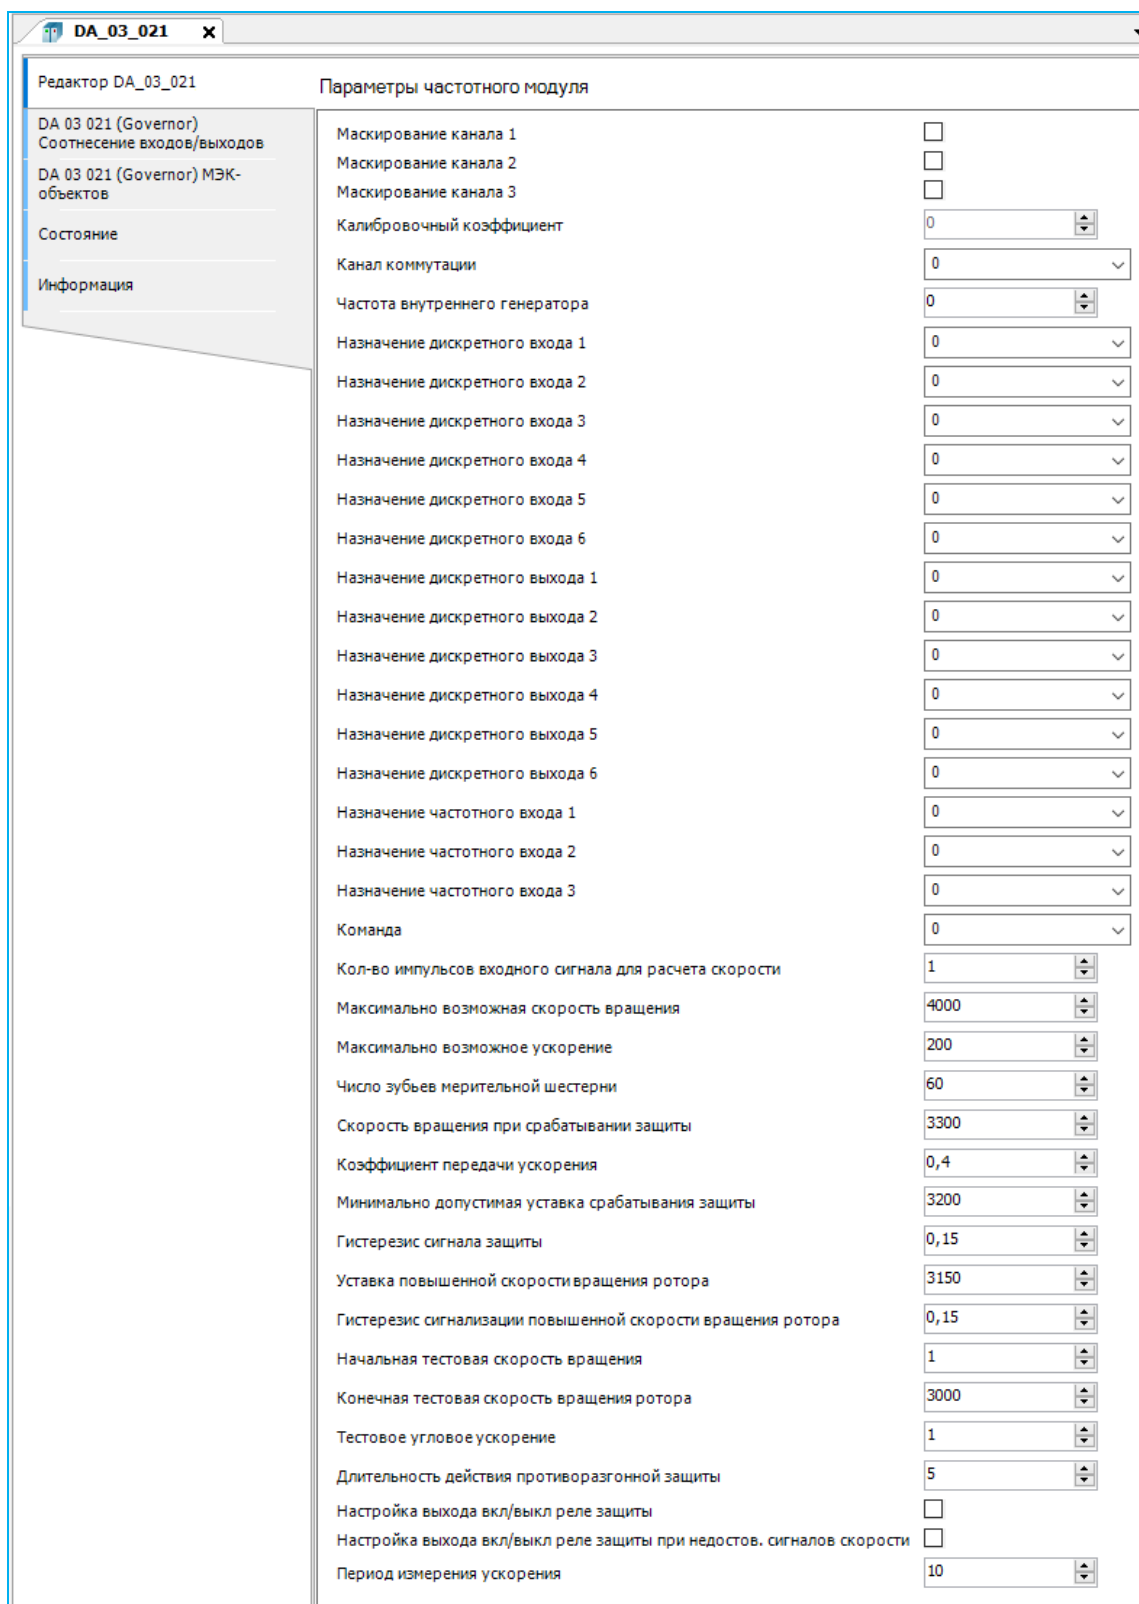 DA_03_021
Редактор DA_03_021
DA 03 021 (Governor)
Соотнесение входов/выходов
DA 03 021 (Governor) МЭК-
объектов
Состояние
Информация
Параметры частотного модуля
Маскирование канала 1
Маскирование канала 2
Маскирование канала 3
Калибровочный коэффициент 0
Канал коммутации 0
Частота внутреннего генератора 0
Назначение дискретного входа 1 0
Назначение дискретного входа 2 0
Назначение дискретного входа 3 0
Назначение дискретного входа 4 0
Назначение дискретного входа 5 0
Назначение дискретного входа 6 0
Назначение дискретного выхода 1 0
Назначение дискретного выхода 2 0
Назначение дискретного выхода 3 0
Назначение дискретного выхода 4 0
Назначение дискретного выхода 5 0
Назначение дискретного выхода 6 0
Назначение частотного входа 1 0
Назначение частотного входа 2 0
Назначение частотного входа 3 0
Команда 0
Кол-во импульсов входного сигнала для расчета скорости 1
Максимально возможная скорость вращения 4000
Максимально возможное ускорение 200
Число зубьев мерительной шестерни 60
Скорость вращения при срабатывании защиты 3300
Коэффициент передачи ускорения 0,4
Минимально допустимая уставка срабатывания защиты 3200
Гистерезис сигнала защиты 0,15
Уставка повышенной скорости вращения ротора 3150
Гистерезис сигнализации повышенной скорости вращения ротора 0,15
Начальная тестовая скорость вращения 1
Конечная тестовая скорость вращения ротора 3000
Тестовое угловое ускорение 1
Длительность действия противоразгонной защиты 5
Настройка выхода вкл/выкл реле защиты
Настройка выхода вкл/выкл реле защиты при недостов. сигналов скорости
Период измерения ускорения 10